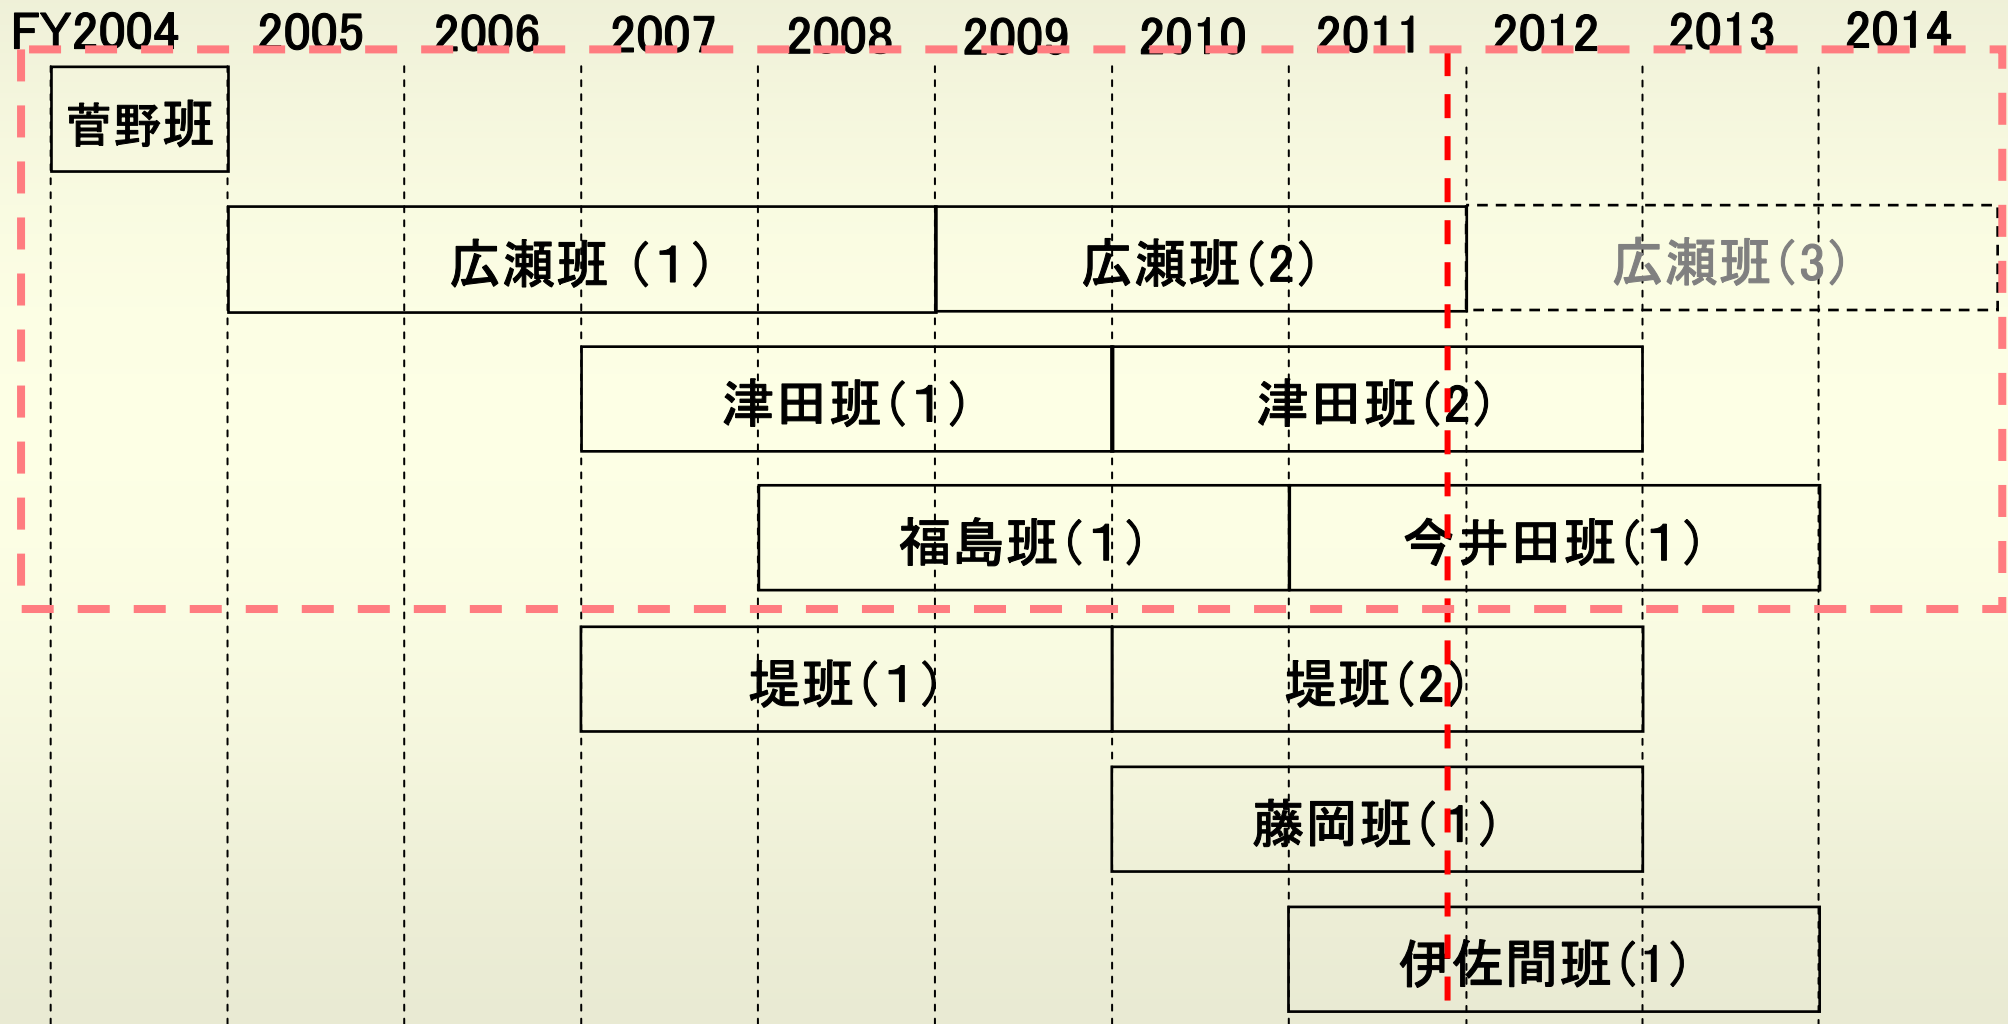 FY2004 2005 2006 2007 2008 2009 2010 2011 2012 2013 2014
菅野班
広瀬班（1） 広瀬班(2) 広瀬班(3)
津田班(1) 津田班(2)
福島班(1) 今井田班(1)
堤班(1) 堤班(2)
藤岡班(1)
伊佐間班(1)